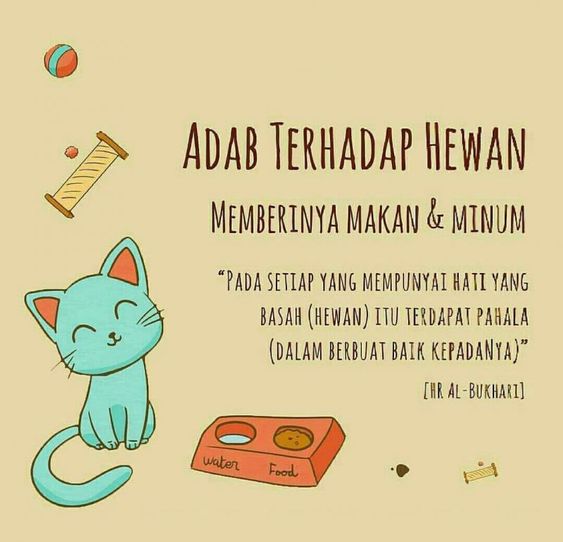 ADAB TERHADAP HEWAN
MEMBERINYA MAKAN & MINUM
“PADA SETIAP YANG MEMPUNYAI HATI YANG
BASAH (HEWAN) ITU TERDAPAT PAHALA
(DALAM BERBUAT BAIK KEPADANya)”
[HR AL-BUKHARI]
water Food